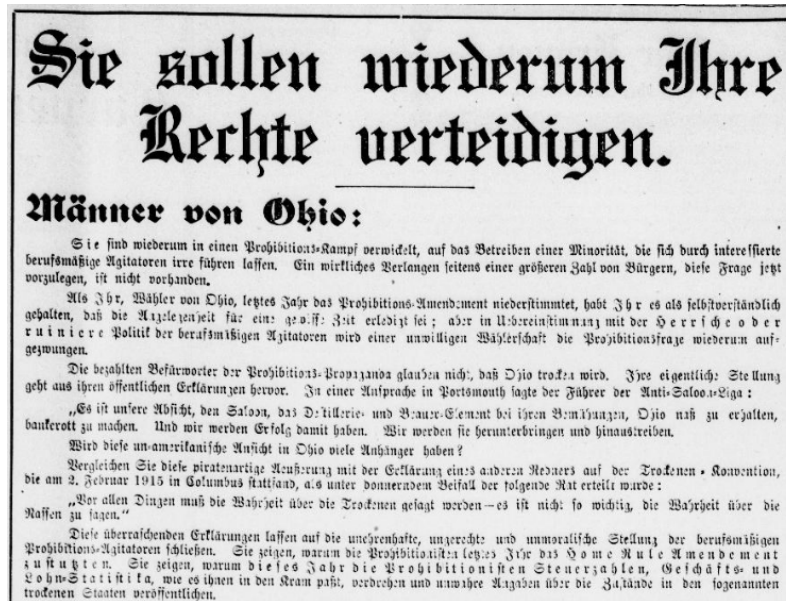 Sie sollen wiederum Ihre
Rechte verteidigen.
Männer von Ohio:
Sie sind wiederum in einen Prohibitions-Kampf verwickelt, auf das Betreiben einer Minorität, die sich durch interessierte
berufsmäßige Agitatoren irre führen lassen. Ein wirkliches Verlangen seitens einer größeren Zahl von Bürgern, diese Frage jetzt
vorzulegen, ist nicht vorhanden.
Als Ihr, Wähler von Ohio, letztes Jahr das Prohibitions-Amendement niederstimmtet, habt Ihr es als selbstverständlich
gehalten, daß die Angelegenheit für eine gewisse Zeit erledigt sei; aber in Uebereinstimmung mit der Herrsche oder
ruiniere Politik der berufsmäßigen Agitatoren wird einer unwilligen Wählerschaft die Prohibitionsfrage wiederum auf-
gezwungen.
Die bezahlten Befürworter der Prohibitions-Propaganda glauben nicht, daß Ohio trocken wird. Ihre eigentliche Stellung
geht aus ihren öffentlichen Erklärungen hervor. In einer Ansprache in Portsmouth sagte der Führer der Anti-Saloon-Liga:
„Es ist unsere Absicht, den Saloon, das Destillerie- und Brauer-Element bei ihren Bemühungen, Ohio naß zu erhalten,
bankerott zu machen. Und wir werden Erfolg damit haben. Wir werden sie herunterbringen und hinaustreiben.
Wird diese un-amerikanische Ansicht in Ohio viele Anhänger haben?
Vergleichen Sie diese piratenartige Aeußerung mit der Erklärung eines anderen Redners auf der Trockenen-Konvention,
die am 2. Februar 1915 in Columbus stattfand, als unter donnerndem Beifall der folgende Rat erteilt wurde:
„Vor allen Dingen muß die Wahrheit über die Trockenen gesagt werden—es ist nicht so wichtig, die Wahrheit über die
Nassen zu sagen."
Diese überraschenden Erklärungen lassen auf die unehrenhafte, ungerechte und unmoralische Stellung der berufsmäßigen
Prohibitions-Agitatoren schließen. Sie zeigen, warum die Prohibitionisten letztes Jahr das Home Rule Amendement
zustutzten. Sie zeigen, warum dieses Jahr die Prohibitionisten Steuerzahlen, Geschäfts- und
Lohn-Statistika, wie es ihnen in den Kram paßt, verdrehen und unwahre Angaben über die Zustände in den sogenannten
trockenen Staaten veröffentlichen.